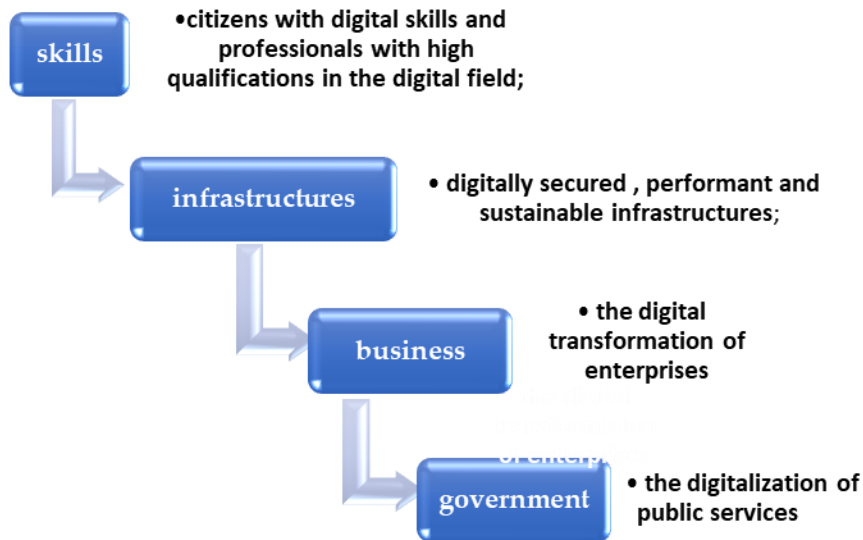 skills
•citizens with digital skills and
professionals with high
qualifications in the digital field;
infrastructures
• digitally secured , performant and
sustainable infrastructures;
business
• the digital
transformation of
enterprises
government
• the digitalization of
public services